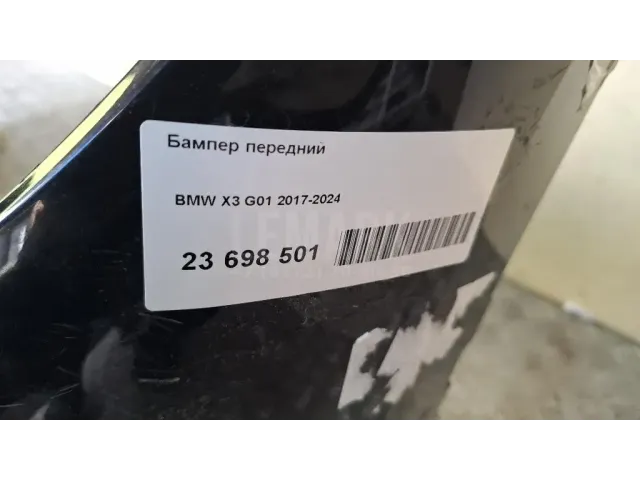 Бампер передний
BMW X3 G01 2017-2024
23 698 501